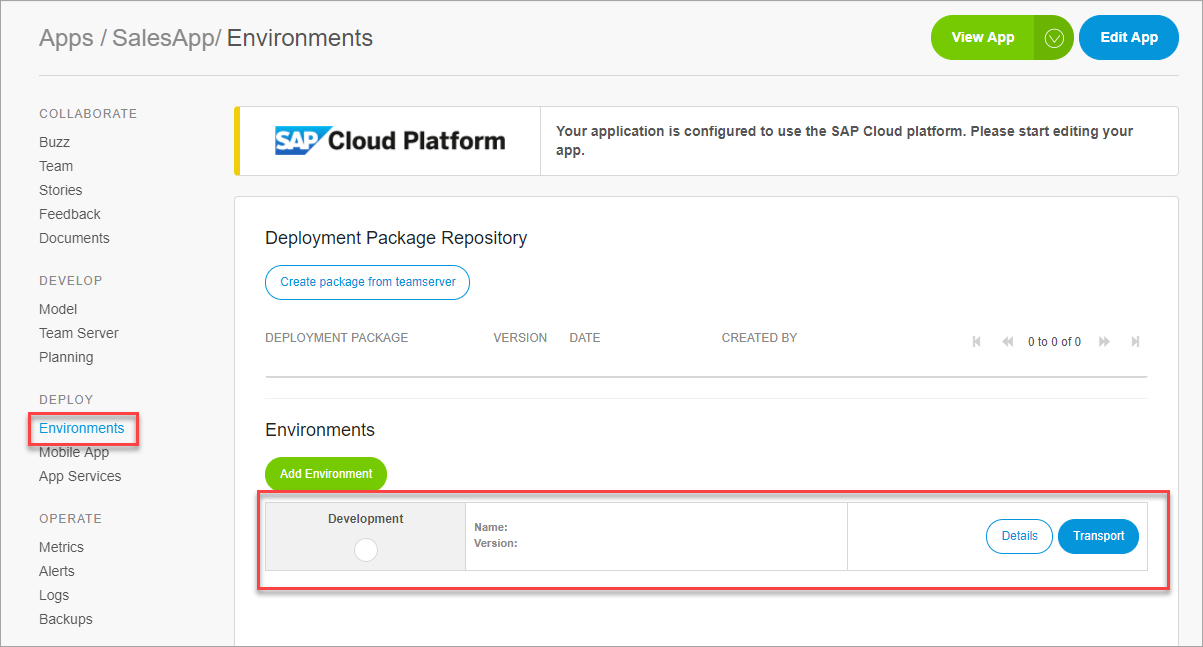 Apps / SalesApp/ Environments
View App
Edit App
COLLABORATE
Buzz
Team
Stories
Feedback
Documents
DEVELOP
Model
Team Server
Planning
DEPLOY
Environments
Mobile App
App Services
OPERATE
Metrics
Alerts
Logs
Backups
SAP Cloud Platform
Your application is configured to use the SAP Cloud platform. Please start editing your
app.
Deployment Package Repository
Create package from teamserver
DEPLOYMENT PACKAGE VERSION DATE CREATED BY 0 to 0 of 0
Environments
Add Environment
Development
Name:
Version:
Details
Transport